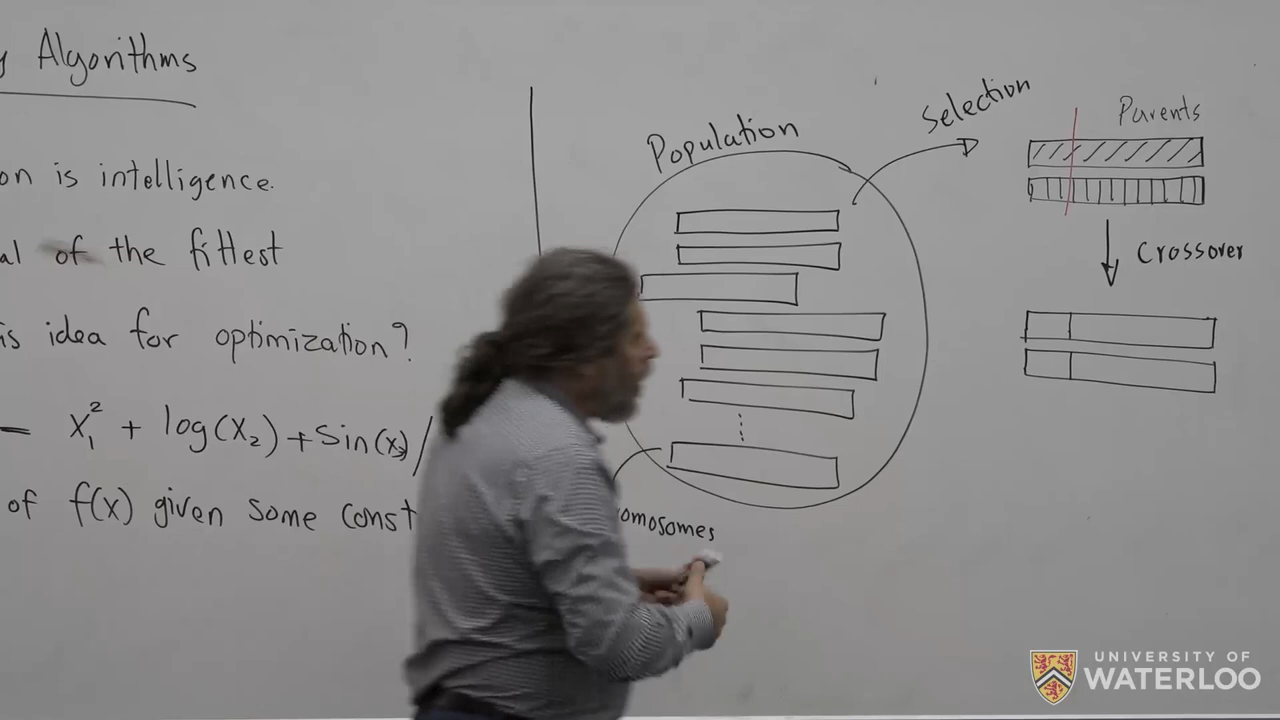 Algorithms
on is intelligence.
al of the fittest
is idea for optimization?
= X₁² + log(X₂) + Sin(x₃) /
of f(x) given some const
Population
omosomes
Selection
Parents
Crossover
UNIVERSITY OF
WATERLOO